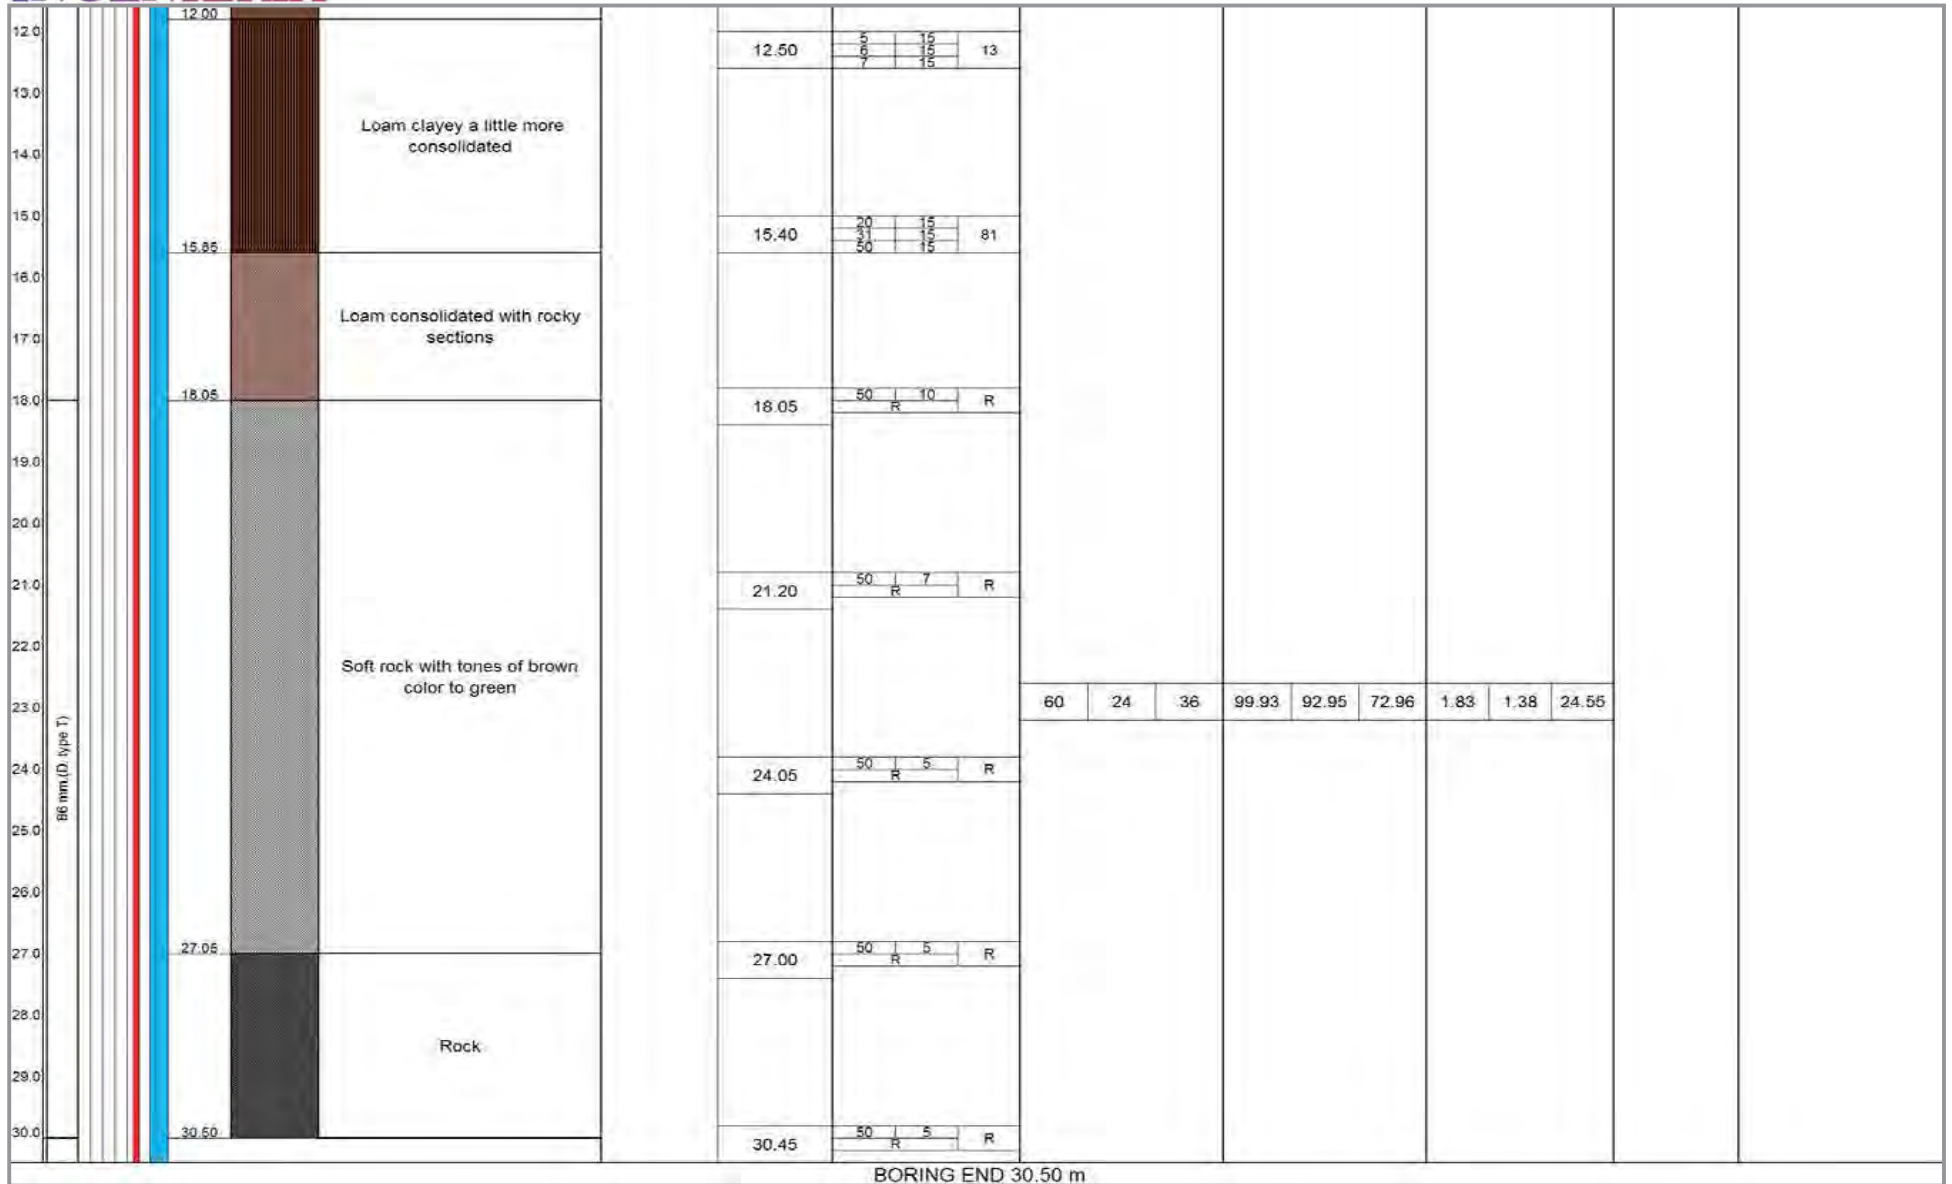 12.00
12.0
5 15
12.50 6 15 13
7 15
13.0
Loam clayey a little more
consolidated
14.0
15.0
20 15
15.40 31 15 81
50 15
15.65
16.0
Loam consolidated with rocky
sections
17.0
18.05
18.0
50 10
18.05 R R
19.0
20.0
21.0
50 7
21.20 R R
22.0
Soft rock with tones of brown
color to green
23.0
60 24 36 99.93 92.95 72.96 1.83 1.38 24.55
86 mm.(D. type T)
24.0
50 5
24.05 R R
25.0
26.0
27.05
27.0
50 5
27.00 R R
28.0
Rock
29.0
30.0
30.50
50 5
30.45 R R
BORING END 30.50 m